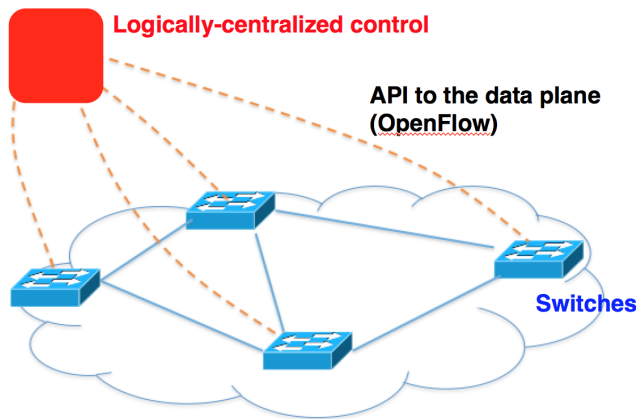 Logically-centralized control
API to the data plane
(OpenFlow)
Switches